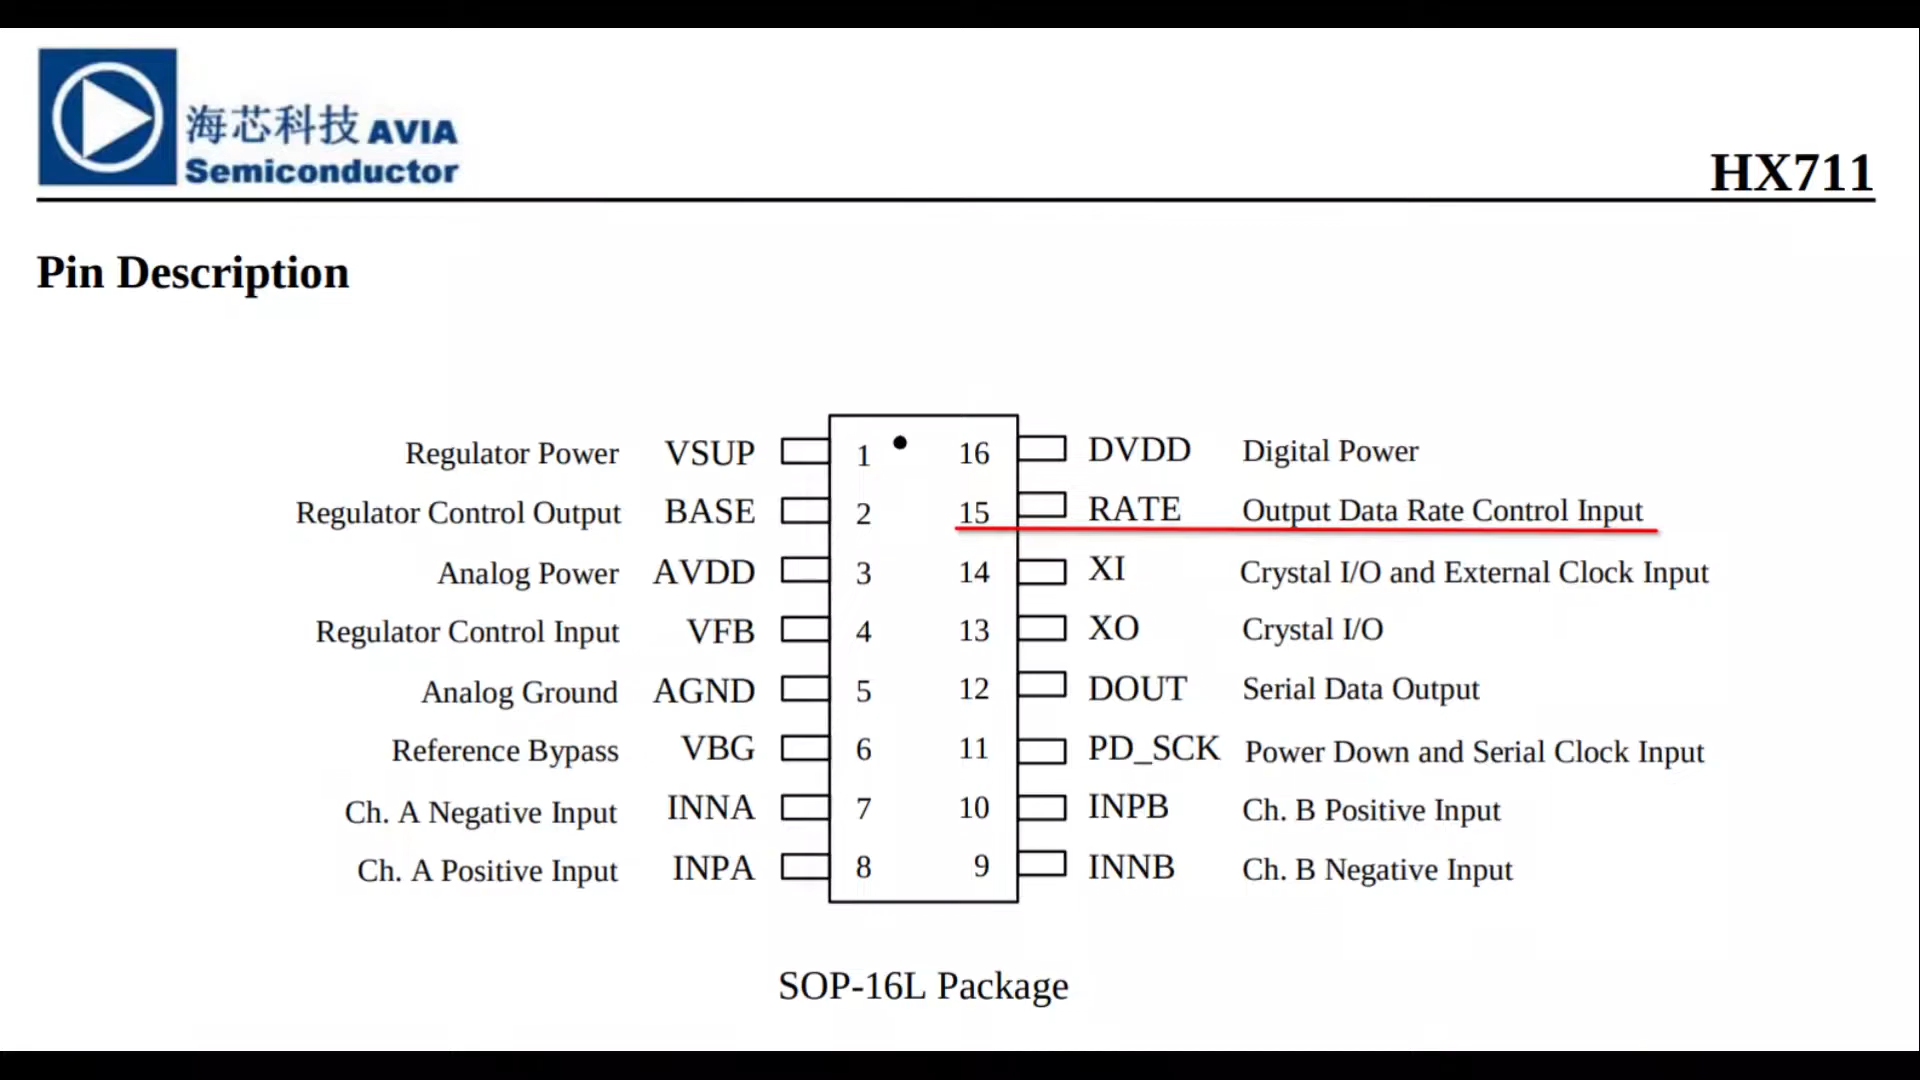 海芯科技 AVIA
Semiconductor
HX711
Pin Description
Regulator Power VSUP 1 16 DVDD Digital Power
Regulator Control Output BASE 2 15 RATE Output Data Rate Control Input
Analog Power AVDD 3 14 XI Crystal I/O and External Clock Input
Regulator Control Input VFB 4 13 XO Crystal I/O
Analog Ground AGND 5 12 DOUT Serial Data Output
Reference Bypass VBG 6 11 PD_SCK Power Down and Serial Clock Input
Ch. A Negative Input INNA 7 10 INPB Ch. B Positive Input
Ch. A Positive Input INPA 8 9 INNB Ch. B Negative Input
SOP-16L Package